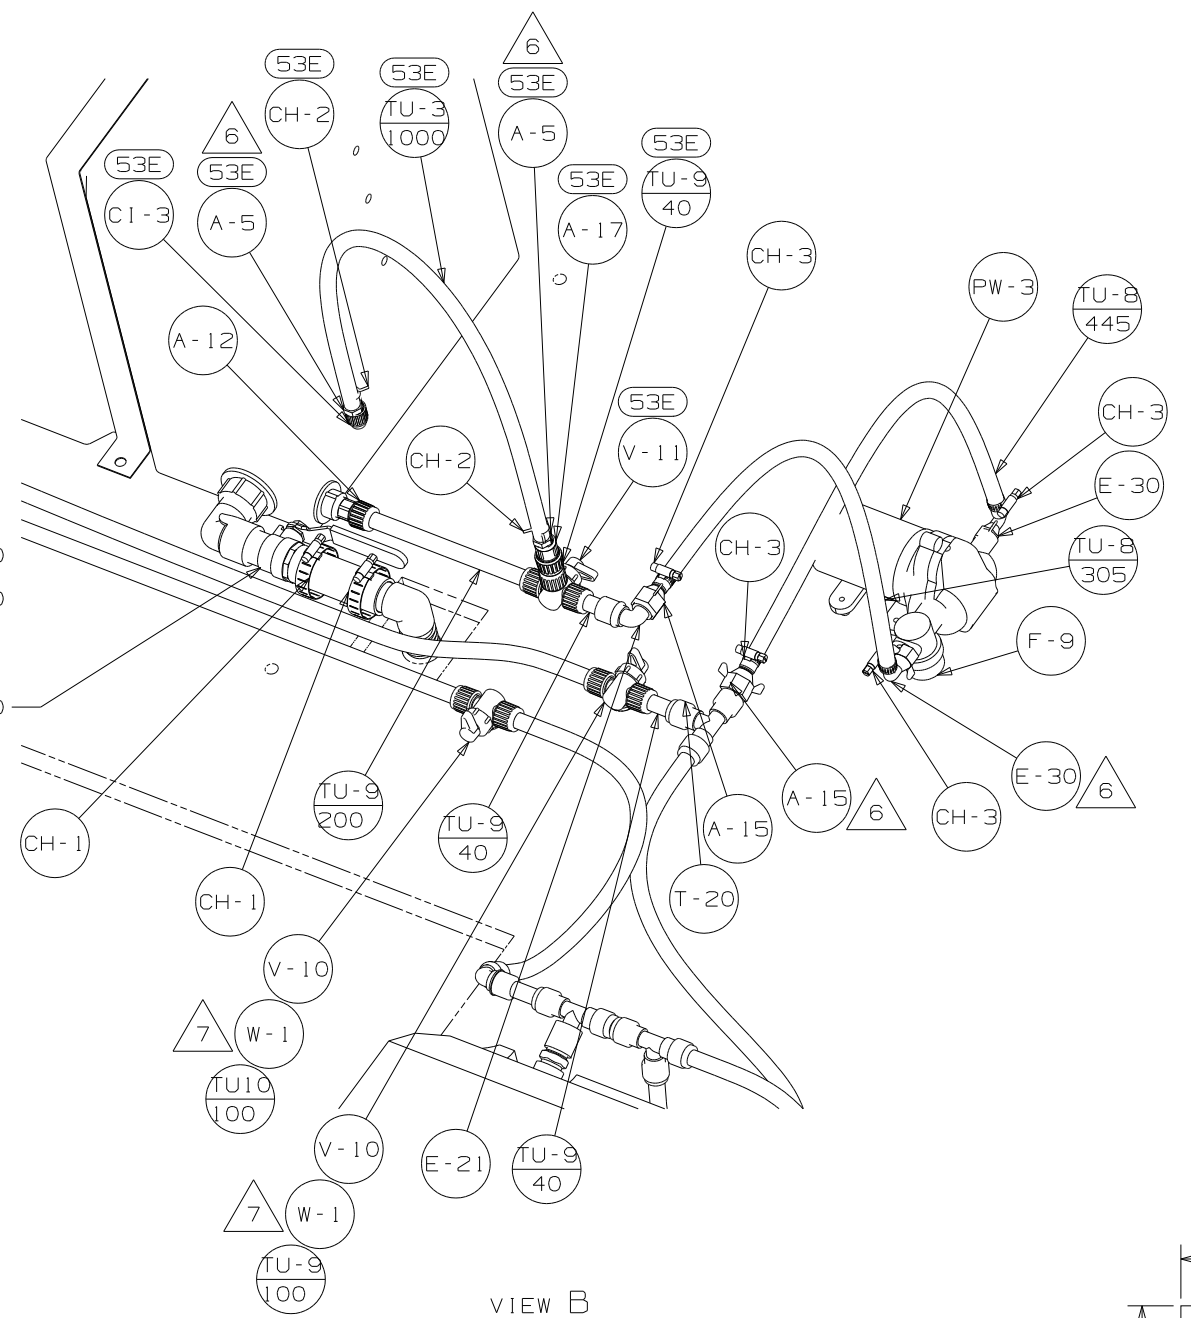 6
53E
53E
53E
CH-2
TU-3
1000
6
53E
A-5
53E
TU-9
40
53E
CI-3
53E
A-5
53E
A-17
CH-3
PW-3
TU-8
445
A-12
53E
V-11
CH-2
CH-3
E-30
CH-3
TU-8
305
F-9
TU-9
200
TU-9
40
A-15
6
E-30
6
CH-3
A-15
CH-1
CH-1
T-20
V-10
7
W-1
TU10
100
V-10
E-21
TU-9
40
7
W-1
TU-9
100
VIEW B